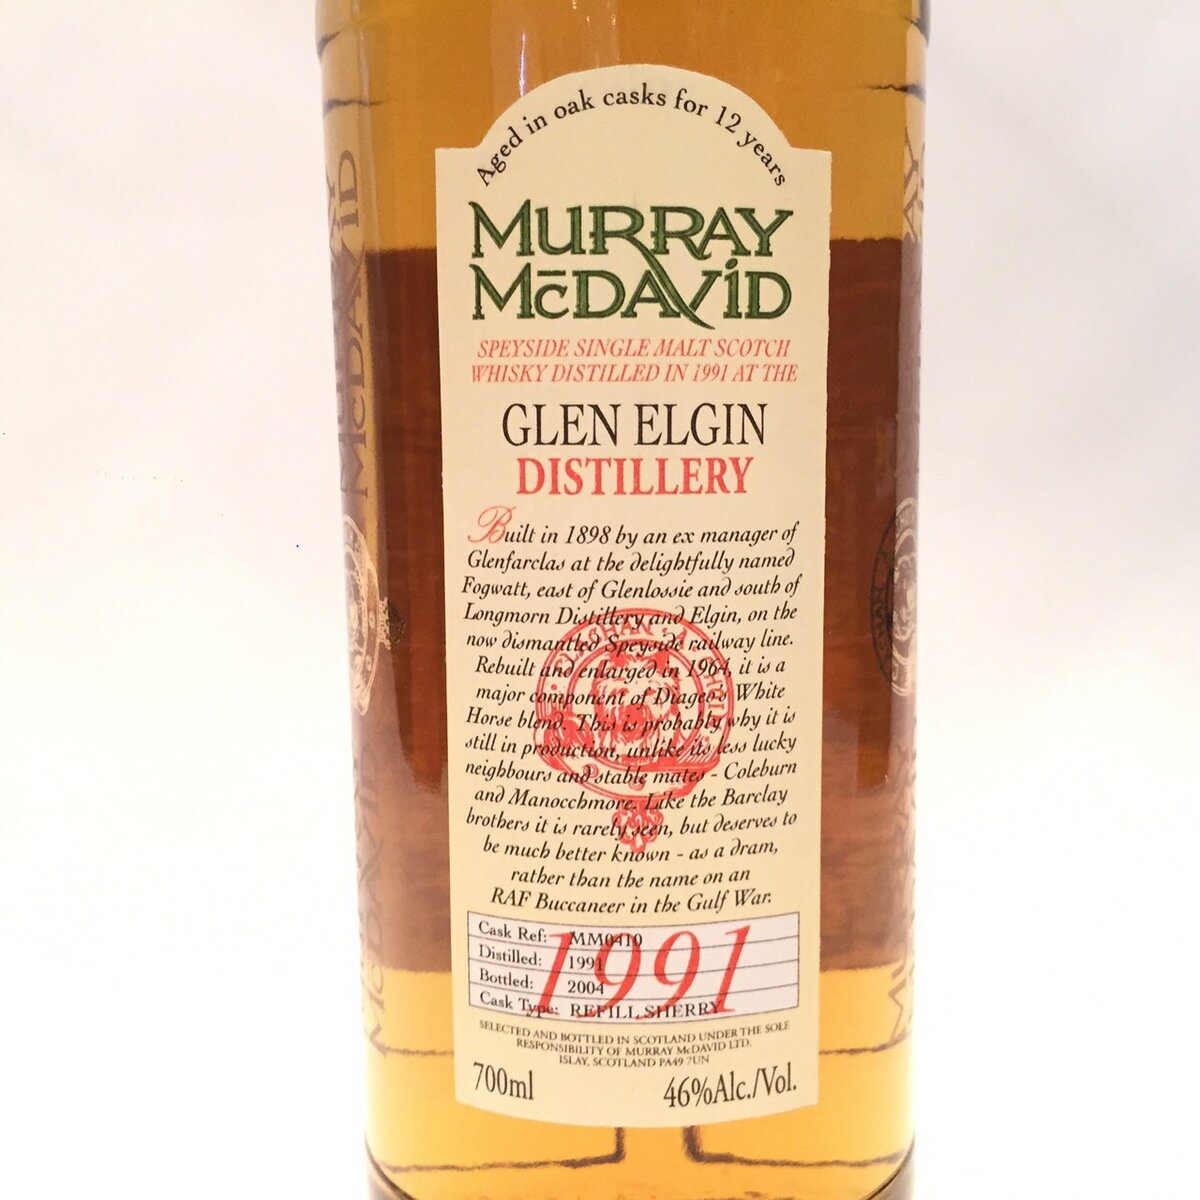 Aged in oak casks for 12 years
MURRAY
McDAVID
SPEYSIDE SINGLE MALT SCOTCH
WHISKY DISTILLED IN 1991 AT THE
GLEN ELGIN
DISTILLERY
Built in 1898 by an ex manager of
Glenfarclas at the delightfully named
Fogwatt, east of Glenlossie and south of
Longmorn Distillery and Elgin, on the
now dismantled Speyside railway line.
Rebuilt and enlarged in 1964, it is a
major component of Diageo's White
Horse blend. This is probably why it is
still in production, unlike its less lucky
neighbours and stable mates - Coleburn
and Manocchmore. Like the Barclay
brothers it is rarely seen, but deserves to
be much better known - as a dram,
rather than the name on an
RAF Buccaneer in the Gulf War.
Cask Ref: MM0410
Distilled: 1991
Bottled: 2004
Cask Type: REFILL SHERRY
1991
SELECTED AND BOTTLED IN SCOTLAND UNDER THE SOLE
RESPONSIBILITY OF MURRAY McDAVID LTD.
ISLAY, SCOTLAND PA49 7UN
700ml 46%Alc./Vol.
McDAVID